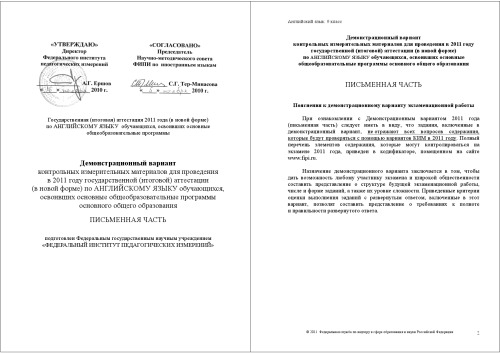 «УТВЕРЖДАЮ»
Директор
Федерального института
педагогических измерений
А.Г. Ершов
2010 г.
«СОГЛАСОВАНО»
Председатель
Научно-методического совета
ФИПИ по иностранным языкам
С.Г. Тер-Минасова
2010 г.
Государственная (итоговая) аттестация 2011 года (в новой форме)
по АНГЛИЙСКОМУ ЯЗЫКУ обучающихся, освоивших основные
общеобразовательные программы
Демонстрационный вариант
контрольных измерительных материалов для проведения
в 2011 году государственной (итоговой) аттестации
(в новой форме) по АНГЛИЙСКОМУ ЯЗЫКУ обучающихся,
освоивших основные общеобразовательные программы
основного общего образования
ПИСЬМЕННАЯ ЧАСТЬ
подготовлен Федеральным государственным научным учреждением
«ФЕДЕРАЛЬНЫЙ ИНСТИТУТ ПЕДАГОГИЧЕСКИХ ИЗМЕРЕНИЙ»
Английский язык. 9 класс
Демонстрационный вариант
контрольных измерительных материалов для проведения в 2011 году
государственной (итоговой) аттестации (в новой форме)
по АНГЛИЙСКОМУ ЯЗЫКУ обучающихся, освоивших основные
общеобразовательные программы основного общего образования
ПИСЬМЕННАЯ ЧАСТЬ
Пояснения к демонстрационному варианту экзаменационной работы
При ознакомлении с Демонстрационным вариантом 2011 года
(письменная часть) следует иметь в виду, что задания, включённые в
демонстрационный вариант, не отражают всех вопросов содержания,
которые будут проверяться с помощью вариантов КИМ в 2011 году. Полный
перечень элементов содержания, которые могут контролироваться на
экзамене 2011 года, приведен в кодификаторе, помещенном на сайте
www.fipi.ru.
Назначение демонстрационного варианта заключается в том, чтобы
дать возможность любому участнику экзамена и широкой общественности
составить представление о структуре будущей экзаменационной работы,
числе и форме заданий, а также их уровне сложности. Приведённые критерии
оценки выполнения заданий с развернутым ответом, включённые в этот
вариант, позволят составить представление о требованиях к полноте
и правильности развернутого ответа.
© 2011 Федеральная служба по надзору в сфере образования и науки Российской Федерации
2